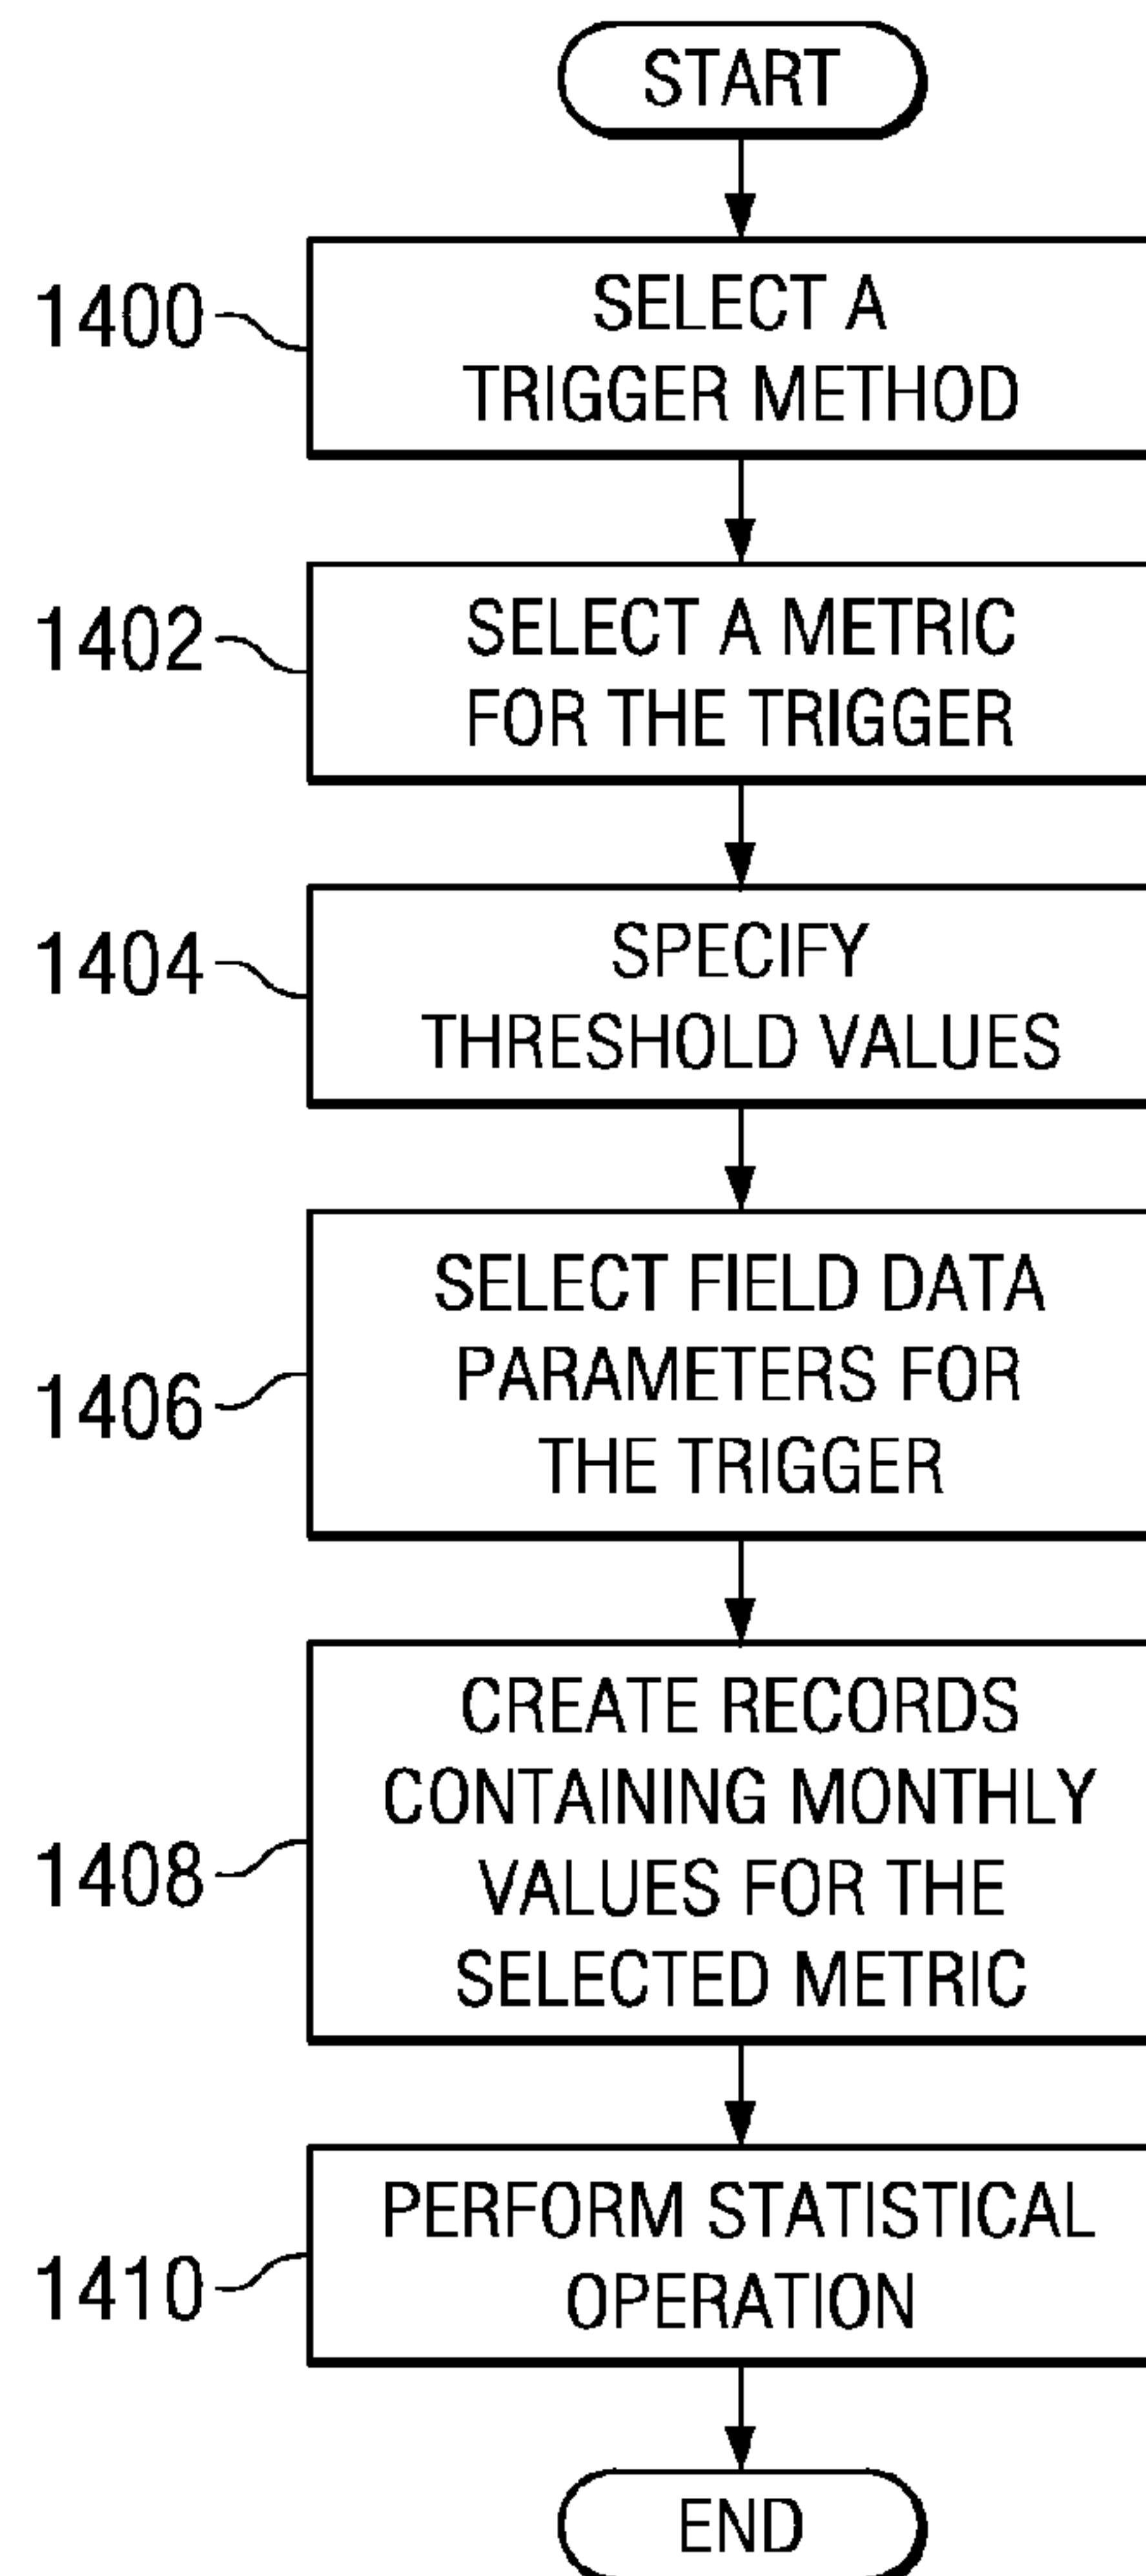 START
1400
SELECT A
TRIGGER METHOD
1402
SELECT A METRIC
FOR THE TRIGGER
1404
SPECIFY
THRESHOLD VALUES
1406
SELECT FIELD DATA
PARAMETERS FOR
THE TRIGGER
1408
CREATE RECORDS
CONTAINING MONTHLY
VALUES FOR THE
SELECTED METRIC
1410
PERFORM STATISTICAL
OPERATION
END